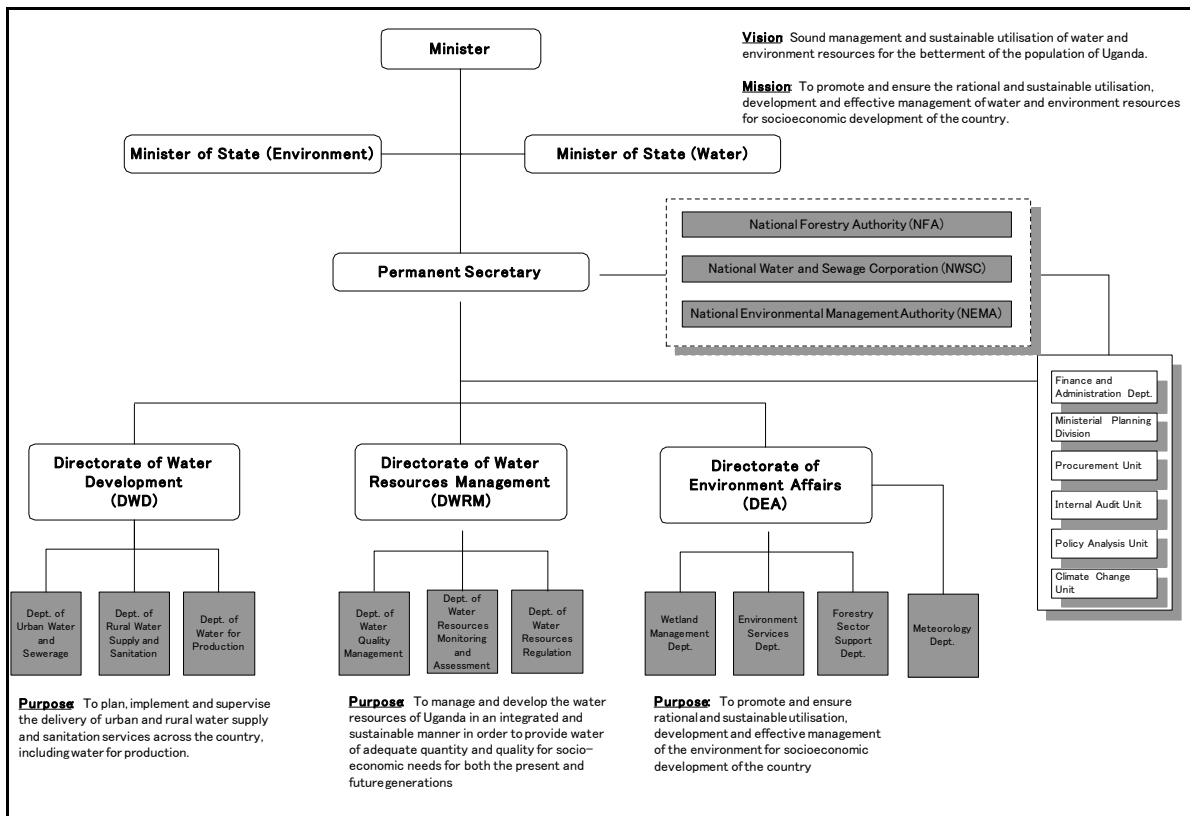 Minister
Vision: Sound management and sustainable utilisation of water and
environment resources for the betterment of the population of Uganda.
Mission: To promote and ensure the rational and sustainable utilisation,
development and effective management of water and environment resources
for socioeconomic development of the country.
Minister of State (Environment)
Minister of State (Water)
Permanent Secretary
National Forestry Authority (NFA)
National Water and Sewage Corporation (NWSC)
National Environmental Management Authority (NEMA)
Finance and
Administration Dept.
Ministerial Planning
Division
Procurement Unit
Internal Audit Unit
Policy Analysis Unit
Climate Change
Unit
Directorate of Water
Development
(DWD)
Directorate of Water
Resources Management
(DWRM)
Directorate of
Environment Affairs
(DEA)
Dept. of
Urban Water
and
Sewerage
Dept. of
Rural Water
Supply and
Sanitation
Dept. of
Water for
Production
Dept. of
Water
Quality
Management
Dept. of
Water
Resources
Monitoring
and
Assessment
Dept. of
Water
Resources
Regulation
Wetland
Management
Dept.
Environment
Services
Dept.
Forestry
Sector
Support
Dept.
Meteorology
Dept.
Purpose: To plan, implement and supervise
the delivery of urban and rural water supply
and sanitation services across the country,
including water for production.
Purpose: To manage and develop the water
resources of Uganda in an integrated and
sustainable manner in order to provide water
of adequate quantity and quality for socio-
economic needs for both the present and
future generations
Purpose: To promote and ensure
rational and sustainable utilisation,
development and effective management
of the environment for socioeconomic
development of the country